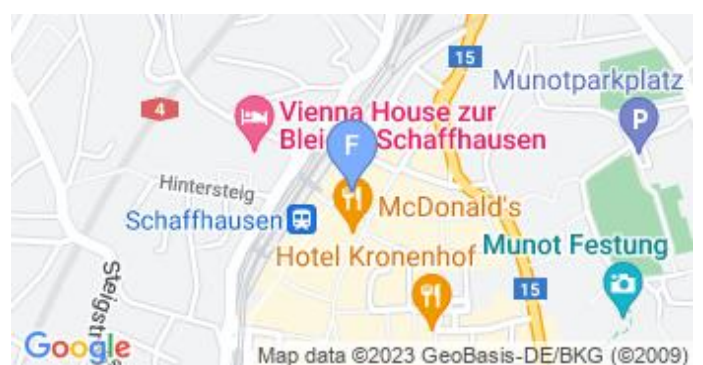 15
Munotparkplatz
P
4
Vienna House zur
Blei Schaffhausen
F
Hintersteig
McDonald's
Schaffhausen
Hotel Kronenhof
Munot Festung
15
Steigstr
Google
Map data ©2023 GeoBasis-DE/BKG (©2009)